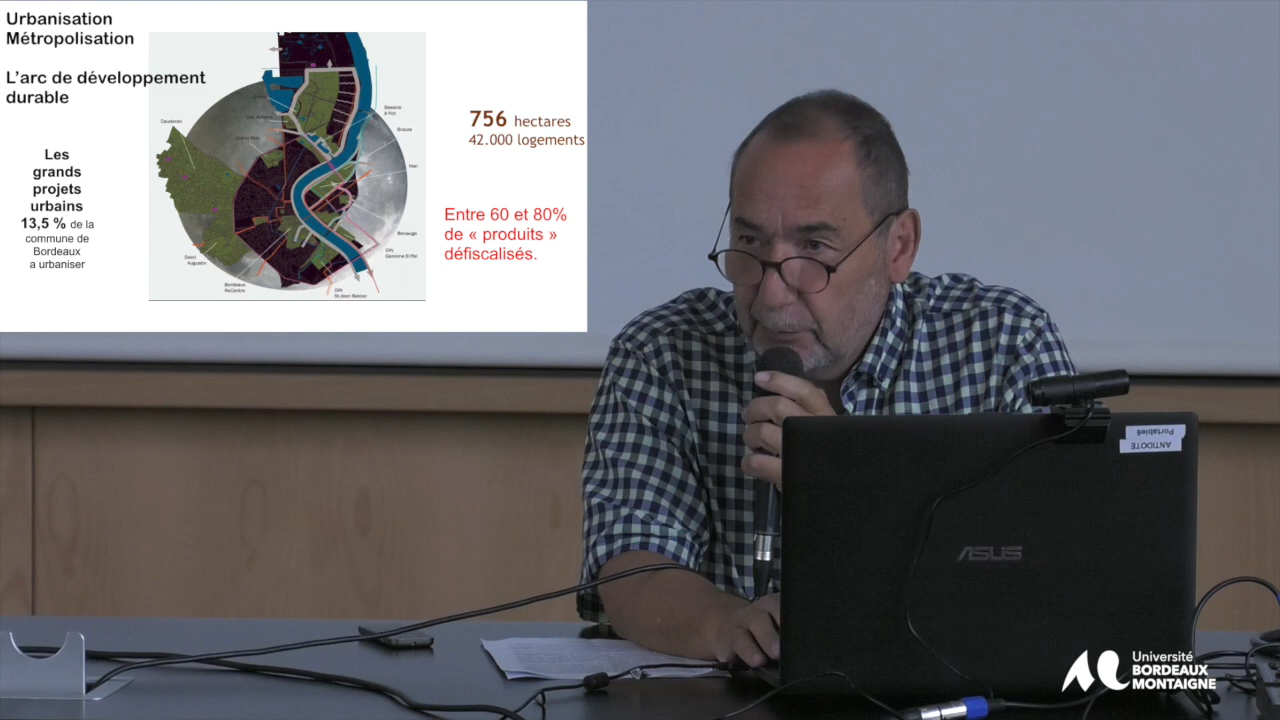 Urbanisation
Métropolisation
L'arc de développement
durable
Les
grands
projets
urbains
13,5 % de la
commune de
Bordeaux
a urbaniser
Caudéran
Bassins
à flot
Brazza
Niel
Benauge
OIN
Garonne Eiffel
OIN
St Jean Belcier
Bordeaux
ReCentre
Saint
Augustin
756 hectares
42.000 logements
Entre 60 et 80%
de « produits »
défiscalisés.
ANTIDOTE
Portable6
ASUS
Université
BORDEAUX
MONTAIGNE